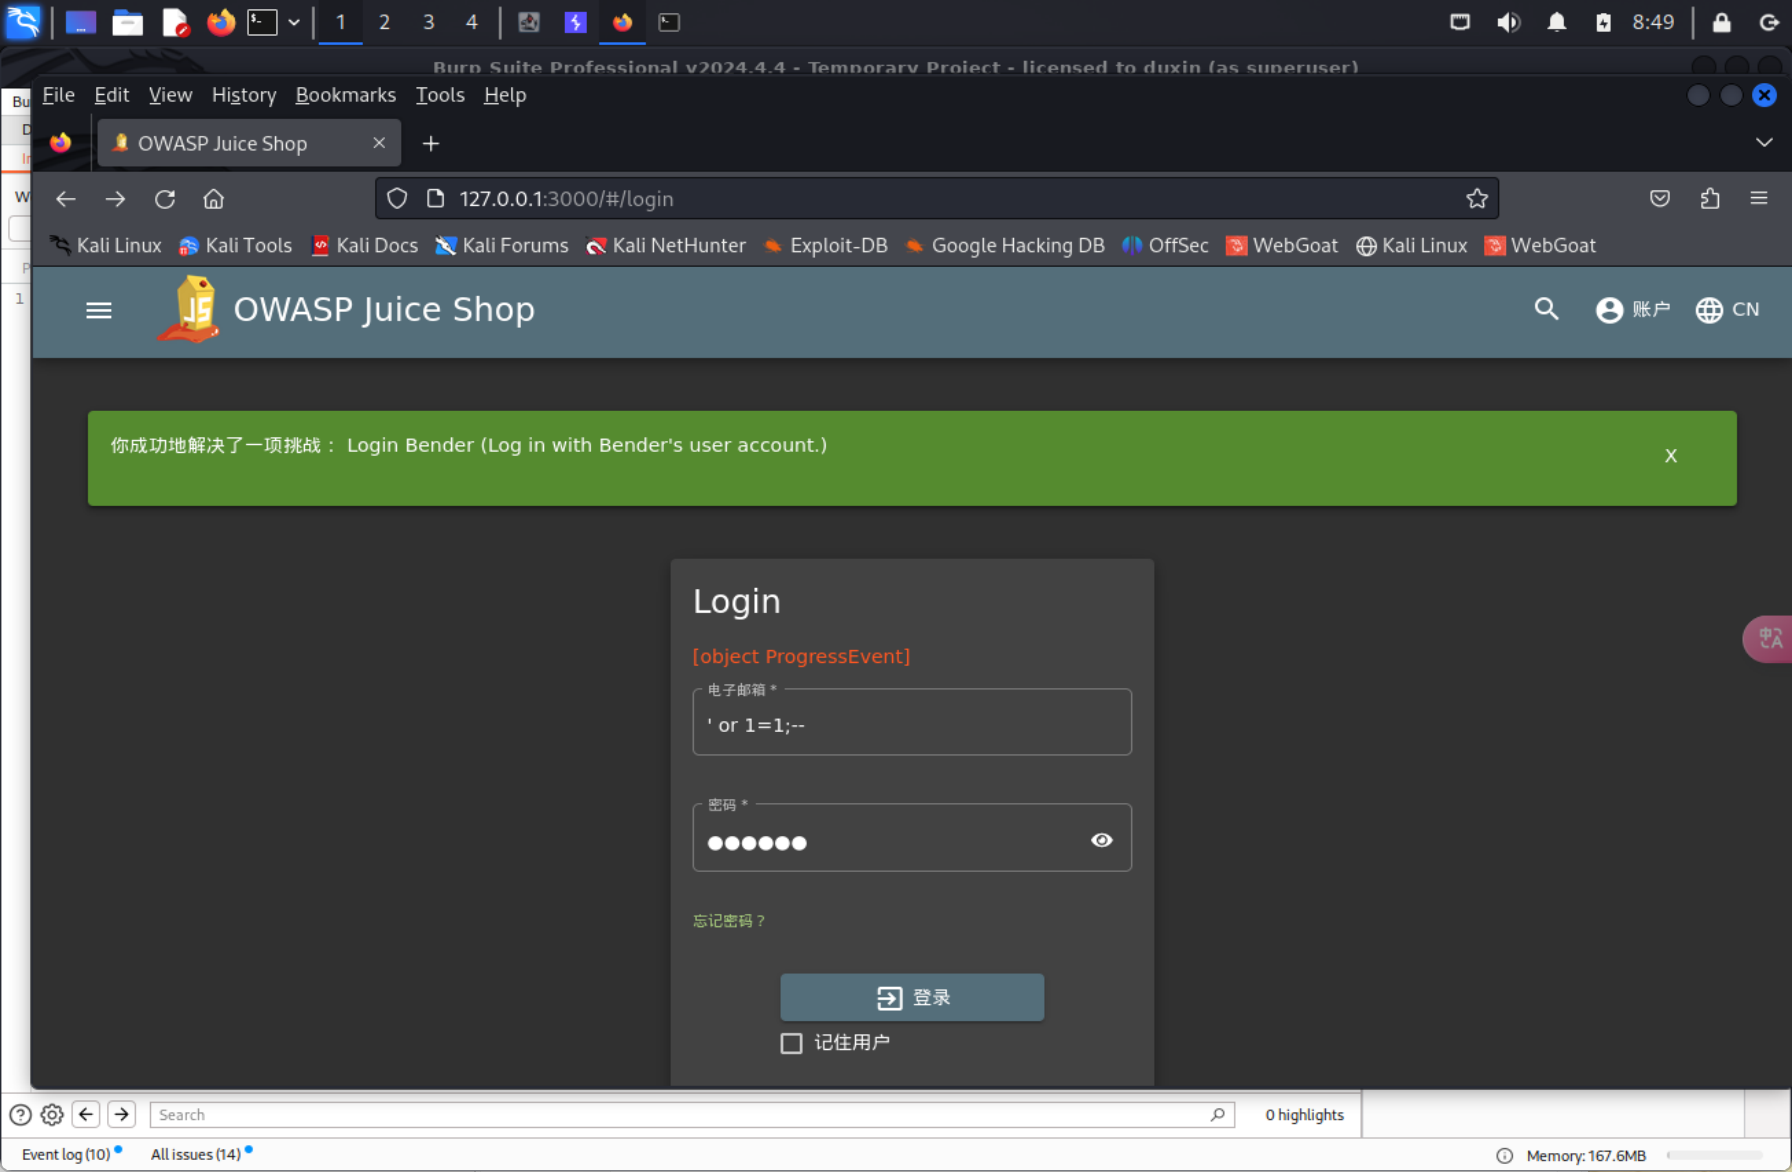 1 2 3 4 8:49
Burp Suite Professional v2024.4.4 - Temporary Project - licensed to duxin (as superuser)
Bu
File Edit View History Bookmarks Tools Help
D
OWASP Juice Shop
In
W
127.0.0.1:3000/#/login
Kali Linux Kali Tools Kali Docs Kali Forums Kali NetHunter Exploit-DB Google Hacking DB OffSec WebGoat Kali Linux WebGoat
P
1
JS OWASP Juice Shop 账户 CN
你成功地解决了一项挑战： Login Bender (Log in with Bender's user account.)
X
Login
[object ProgressEvent]
电子邮箱 *
' or 1=1;--
中A
密码 *
忘记密码？
登录
记住用户
Search 0 highlights
Event log (10) All issues (14) Memory: 167.6MB